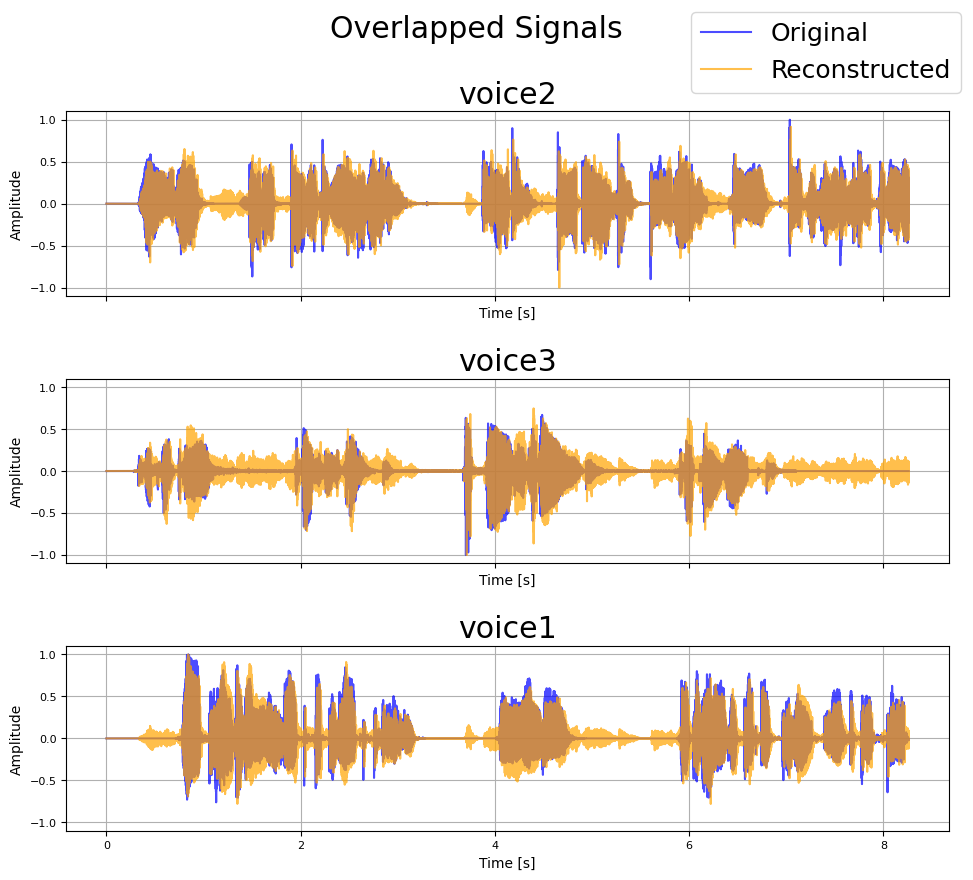 Overlapped Signals
Original
Reconstructed
voice2
1.0
0.5
0.0
−0.5
−1.0
Amplitude
Time [s]
voice3
1.0
0.5
0.0
−0.5
−1.0
Amplitude
Time [s]
voice1
1.0
0.5
0.0
−0.5
−1.0
Amplitude
0 2 4 6 8
Time [s]